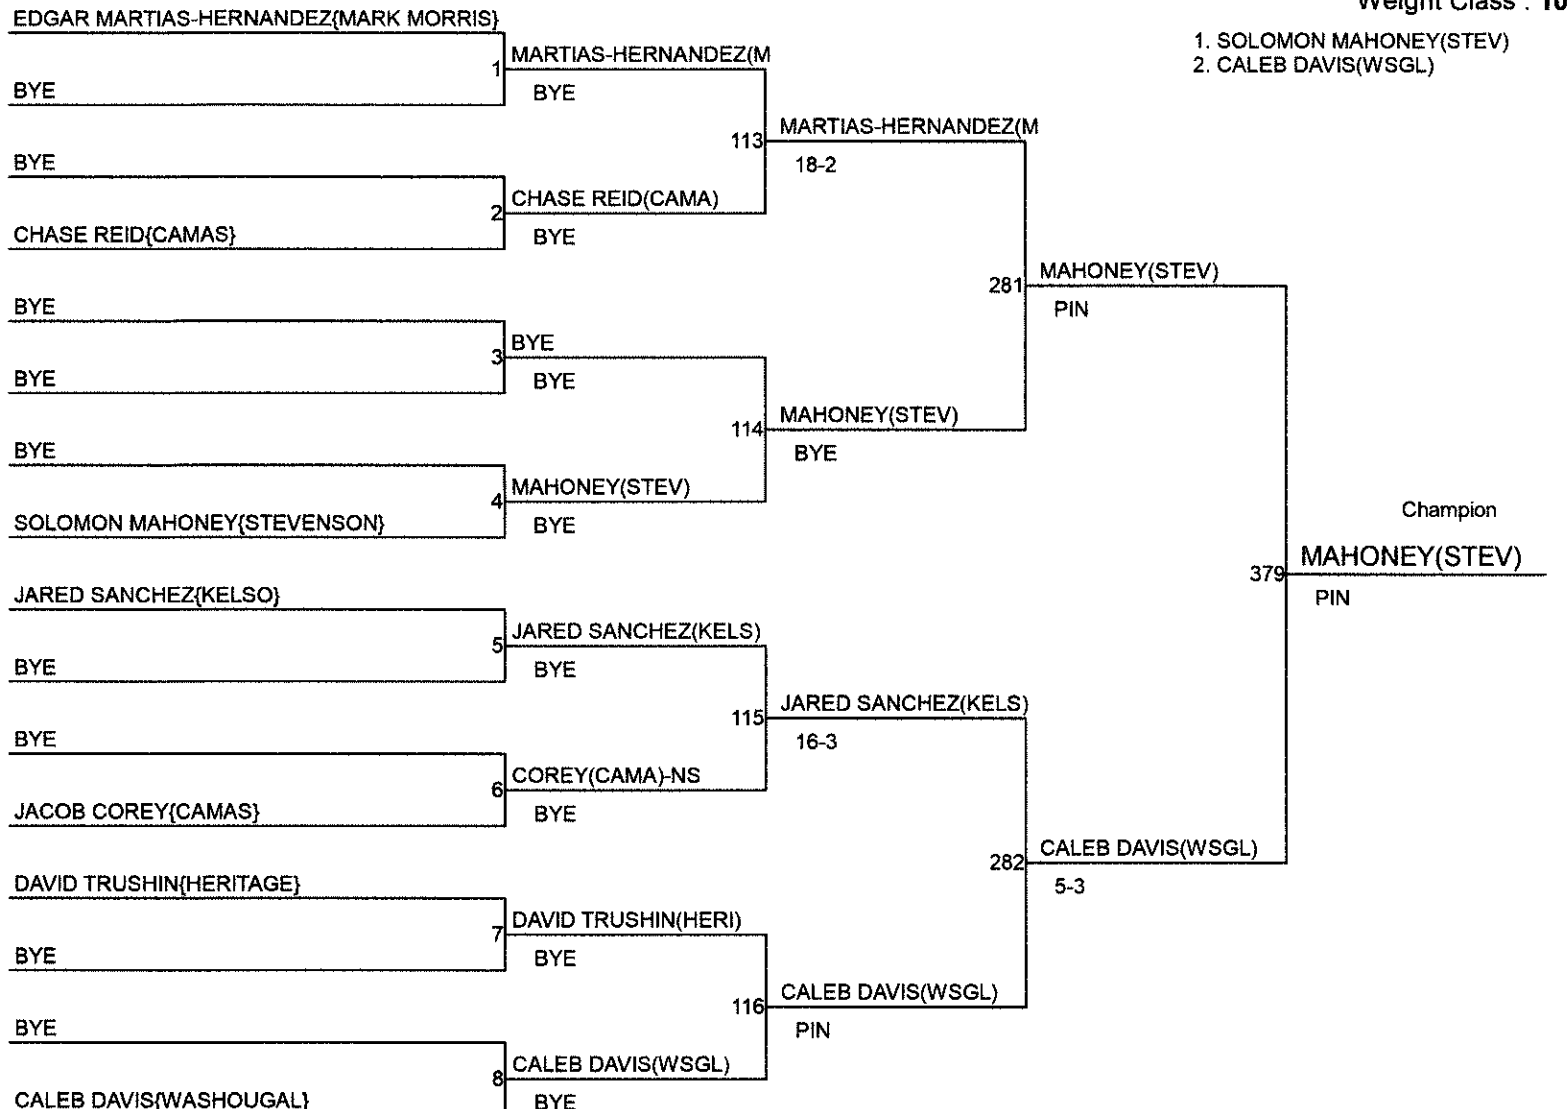 Weight Class : 10
1. SOLOMON MAHONEY(STEV)
2. CALEB DAVIS(WSGL)
EDGAR MARTIAS-HERNANDEZ{MARK MORRIS}
1 MARTIAS-HERNANDEZ(M
BYE
BYE
113 MARTIAS-HERNANDEZ(M
18-2
BYE
2 CHASE REID(CAMA)
CHASE REID{CAMAS}
BYE
281 MAHONEY(STEV)
PIN
BYE
3 BYE
BYE
BYE
114 MAHONEY(STEV)
BYE
BYE
4 MAHONEY(STEV)
SOLOMON MAHONEY{STEVENSON}
BYE
Champion
379 MAHONEY(STEV)
PIN
JARED SANCHEZ{KELSO}
5 JARED SANCHEZ(KELS)
BYE
BYE
115 JARED SANCHEZ(KELS)
16-3
BYE
6 COREY(CAMA)-NS
JACOB COREY{CAMAS}
BYE
282 CALEB DAVIS(WSGL)
5-3
DAVID TRUSHIN{HERITAGE}
7 DAVID TRUSHIN(HERI)
BYE
BYE
116 CALEB DAVIS(WSGL)
PIN
BYE
8 CALEB DAVIS(WSGL)
CALEB DAVIS{WASHOUGAL}
BYE